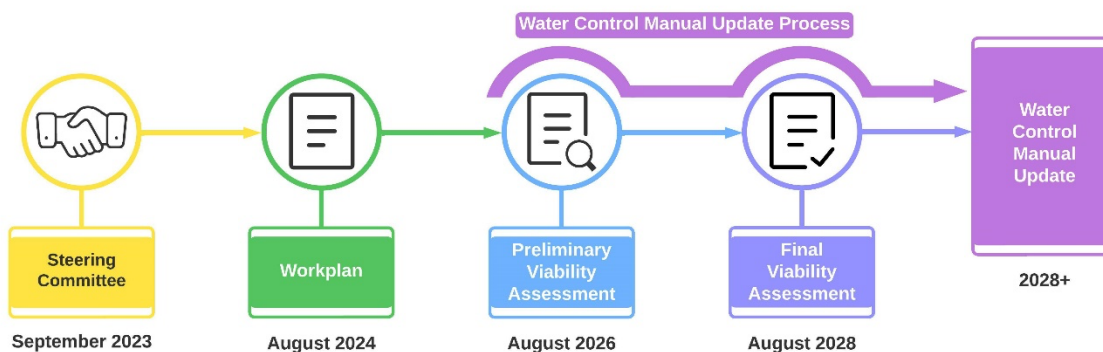 Water Control Manual Update Process
Steering
Committee
September 2023
Workplan
August 2024
Preliminary
Viability
Assessment
August 2026
Final
Viability
Assessment
August 2028
Water
Control
Manual
Update
2028+